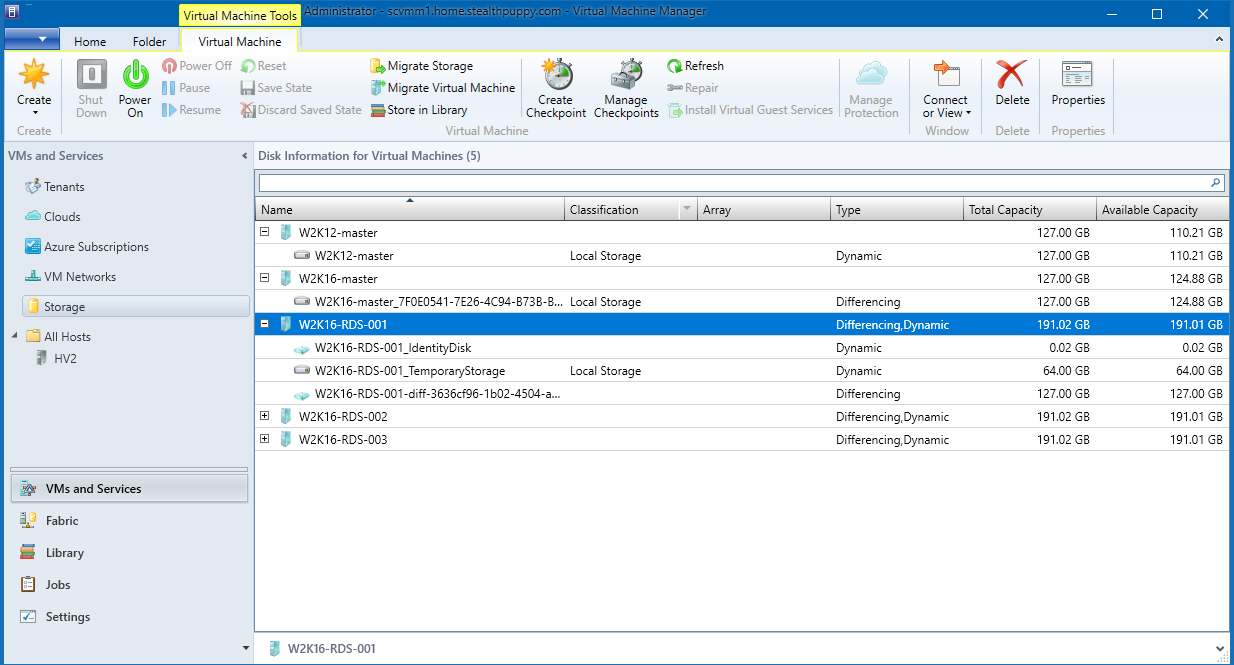 Virtual Machine Tools
Administrator - scvmm1.home.stealthpuppy.com - Virtual Machine Manager
Home Folder Virtual Machine
Create
Create
Shut Down
Power On
Power Off
Pause
Resume
Reset
Save State
Discard Saved State
Migrate Storage
Migrate Virtual Machine
Store in Library
Create Checkpoint
Manage Checkpoints
Refresh
Repair
Install Virtual Guest Services
Manage Protection
Virtual Machine
Connect or View
Window
Delete
Delete
Properties
Properties
VMs and Services
Tenants
Clouds
Azure Subscriptions
VM Networks
Storage
All Hosts
HV2
VMs and Services
Fabric
Library
Jobs
Settings
Disk Information for Virtual Machines (5)
Name Classification Array Type Total Capacity Available Capacity
W2K12-master 127.00 GB 110.21 GB
W2K12-master Local Storage Dynamic 127.00 GB 110.21 GB
W2K16-master 127.00 GB 124.88 GB
W2K16-master_7F0E0541-7E26-4C94-B73B-B... Local Storage Differencing 127.00 GB 124.88 GB
W2K16-RDS-001 Differencing,Dynamic 191.02 GB 191.01 GB
W2K16-RDS-001_IdentityDisk Dynamic 0.02 GB 0.02 GB
W2K16-RDS-001_TemporaryStorage Local Storage Dynamic 64.00 GB 64.00 GB
W2K16-RDS-001-diff-3636cf96-1b02-4504-a... Differencing 127.00 GB 127.00 GB
W2K16-RDS-002 Differencing,Dynamic 191.02 GB 191.01 GB
W2K16-RDS-003 Differencing,Dynamic 191.02 GB 191.01 GB
W2K16-RDS-001